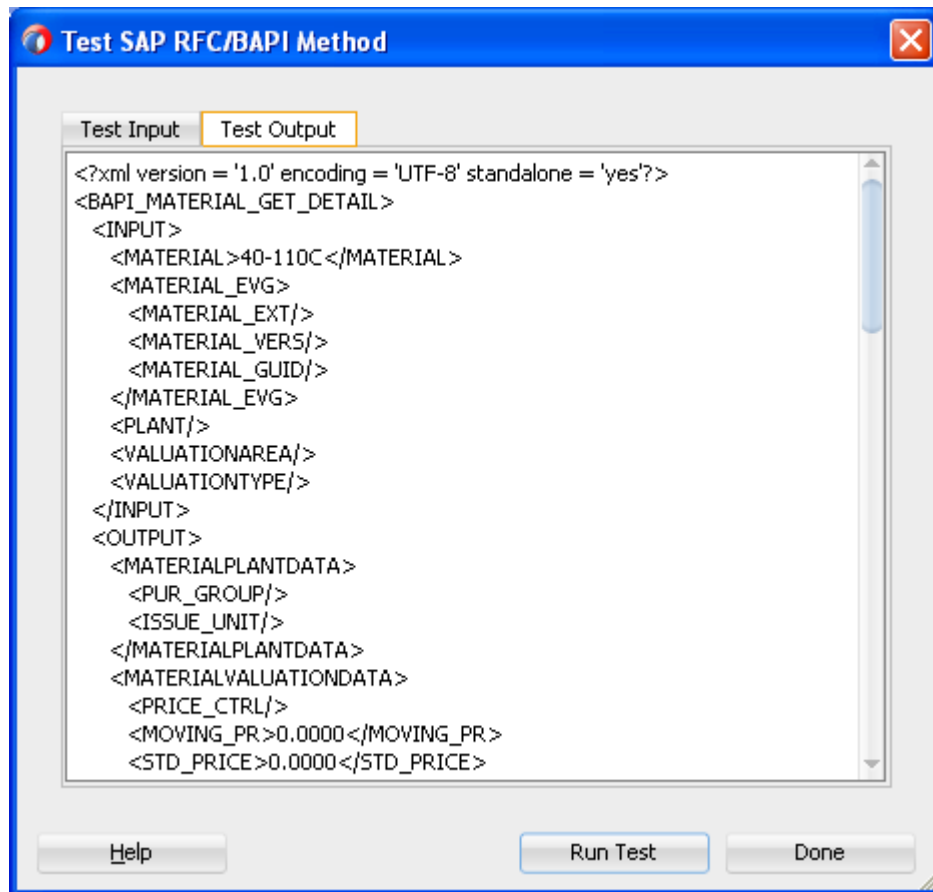 Test SAP RFC/BAPI Method
Test Input
Test Output
<?xml version = '1.0' encoding = 'UTF-8' standalone = 'yes'?>
<BAPI_MATERIAL_GET_DETAIL>
<INPUT>
<MATERIAL>40-110C</MATERIAL>
<MATERIAL_EVG>
<MATERIAL_EXT/>
<MATERIAL_VERS/>
<MATERIAL_GUID/>
</MATERIAL_EVG>
<PLANT/>
<VALUATIONAREA/>
<VALUATIONTYPE/>
</INPUT>
<OUTPUT>
<MATERIALPLANTDATA>
<PUR_GROUP/>
<ISSUE_UNIT/>
</MATERIALPLANTDATA>
<MATERIALVALUATIONDATA>
<PRICE_CTRL/>
<MOVING_PR>0.0000</MOVING_PR>
<STD_PRICE>0.0000</STD_PRICE>
Help
Run Test
Done